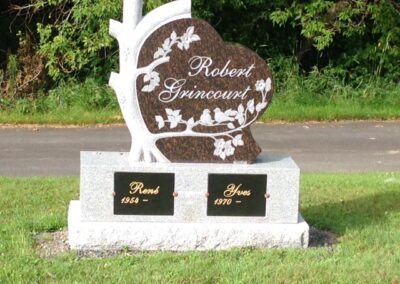 Robert
Grincourt
René
1954 -
Yves
1970 -